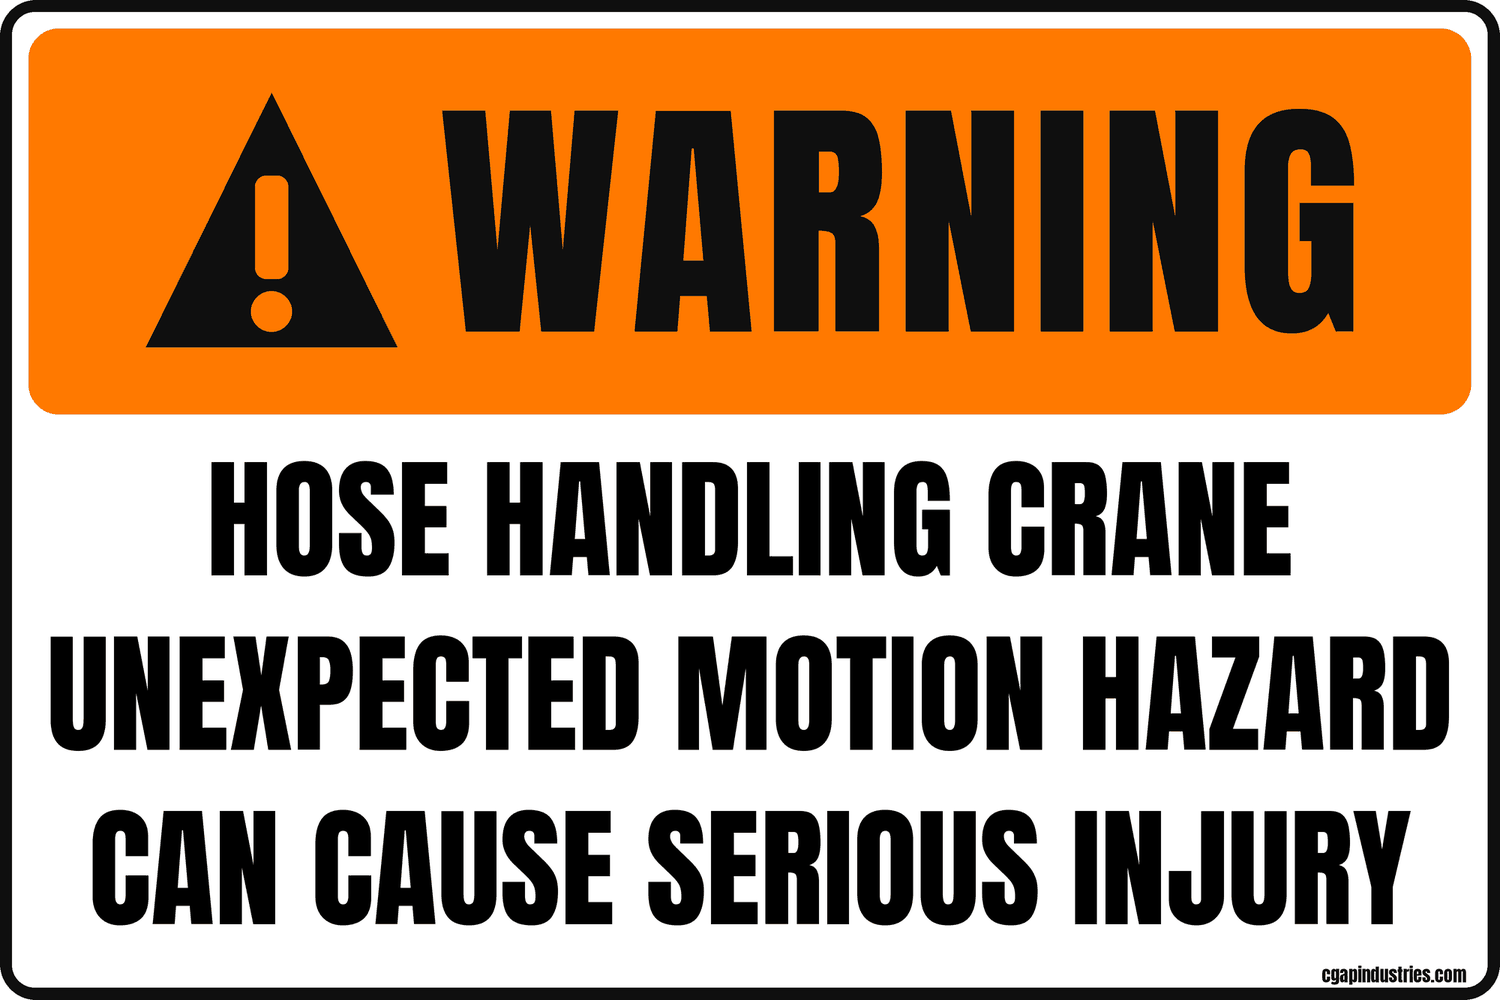 WARNING
HOSE HANDLING CRANE
UNEXPECTED MOTION HAZARD
CAN CAUSE SERIOUS INJURY
cgapindustries.com